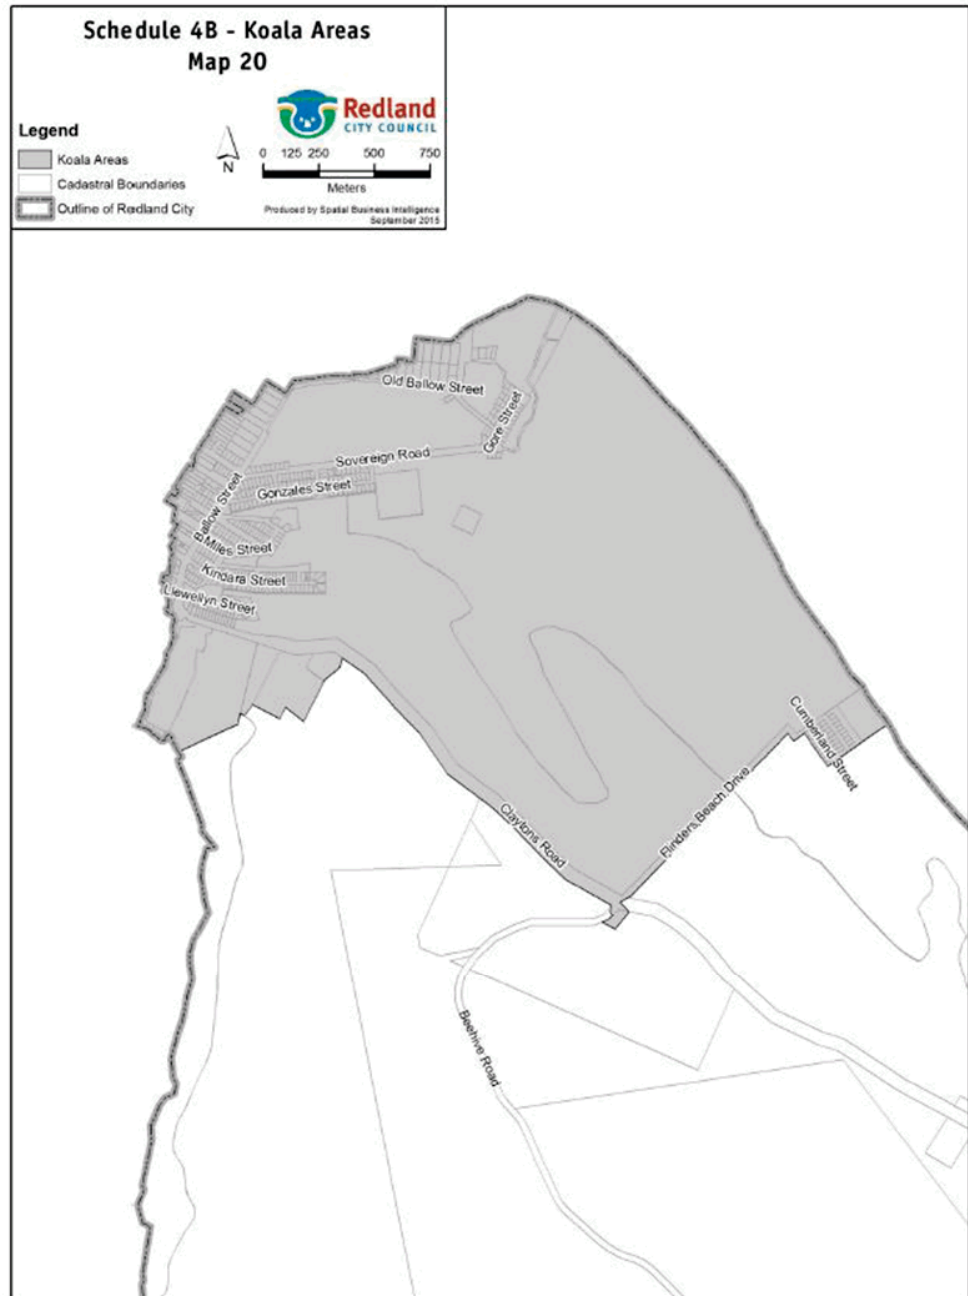 Schedule 4B - Koala Areas
Map 20
Redland
CITY COUNCIL
Legend
Koala Areas
Cadastral Boundaries
Outline of Redland City
N
0 125 250 500 750
Meters
Produced by Spatial Business Intelligence
September 2015
Old Ballow Street
Gore Street
Sovereign Road
Gonzales Street
Ballow Street
Miles Street
Kindara Street
Llewellyn Street
Cumberland Street
Flinders Beach Drive
Claytons Road
Beehive Road